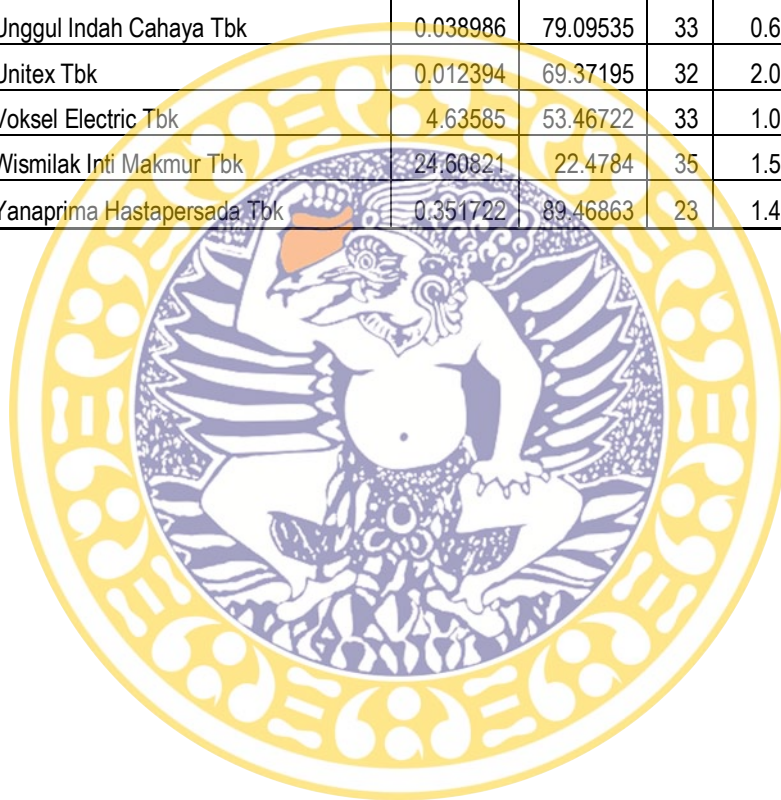 Unggul Indah Cahaya Tbk 0.038986 79.09535 33 0.6
Unitex Tbk 0.012394 69.37195 32 2.0
Voksel Electric Tbk 4.63585 53.46722 33 1.0
Wismilak Inti Makmur Tbk 24.60821 22.4784 35 1.5
Yanaprima Hastapersada Tbk 0.351722 89.46863 23 1.4